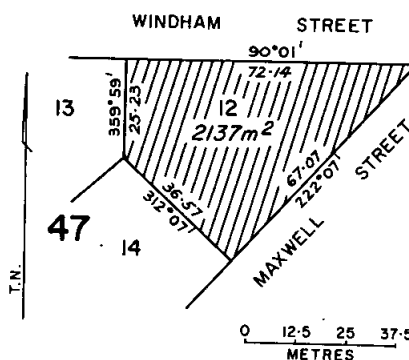 WINDHAM STREET
90°01'
72·14
13
359°59'
25·23
12
2137m²
67·07
222°07'
MAXWELL STREET
36·57
312°07'
47
14
T.N.
0 12·5 25 37·5
METRES